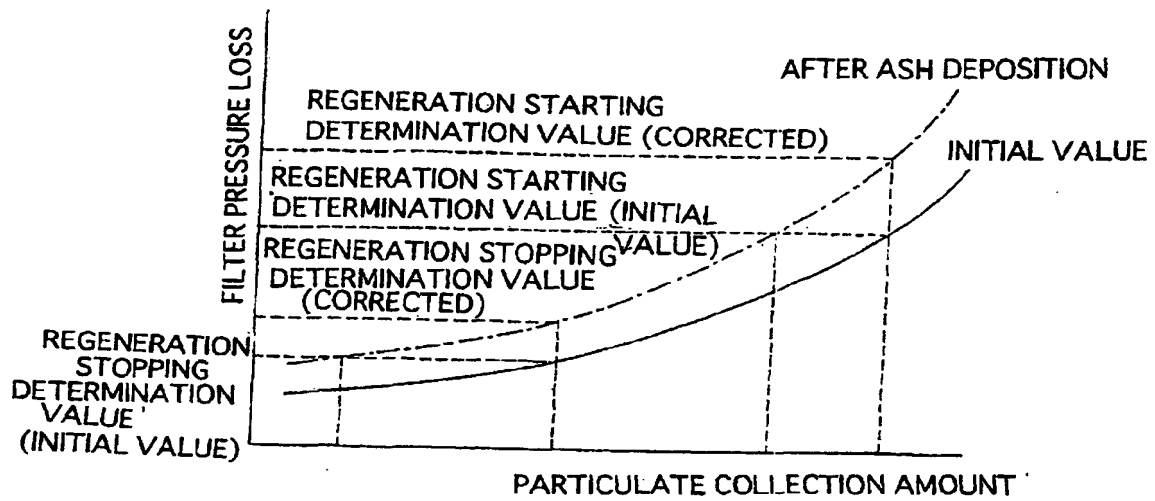 FILTER PRESSURE LOSS
AFTER ASH DEPOSITION
REGENERATION STARTING
DETERMINATION VALUE (CORRECTED)
INITIAL VALUE
REGENERATION STARTING
DETERMINATION VALUE (INITIAL
VALUE)
REGENERATION STOPPING
DETERMINATION VALUE
(CORRECTED)
REGENERATION
STOPPING
DETERMINATION
VALUE
(INITIAL VALUE)
PARTICULATE COLLECTION AMOUNT